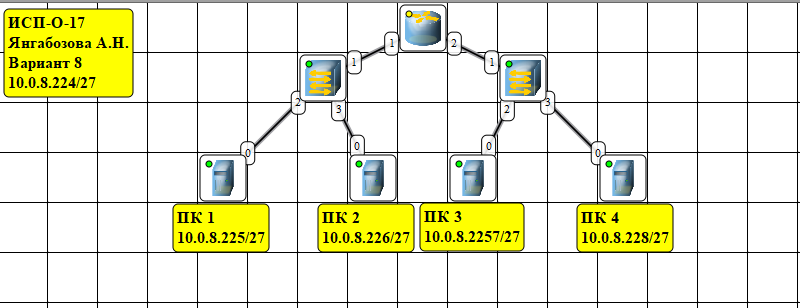 ИСП-О-17
Янгабозова А.Н.
Вариант 8
10.0.8.224/27
1
1
2
1
2
3
2
3
0
0
0
0
ПК 1
10.0.8.225/27
ПК 2
10.0.8.226/27
ПК 3
10.0.8.2257/27
ПК 4
10.0.8.228/27